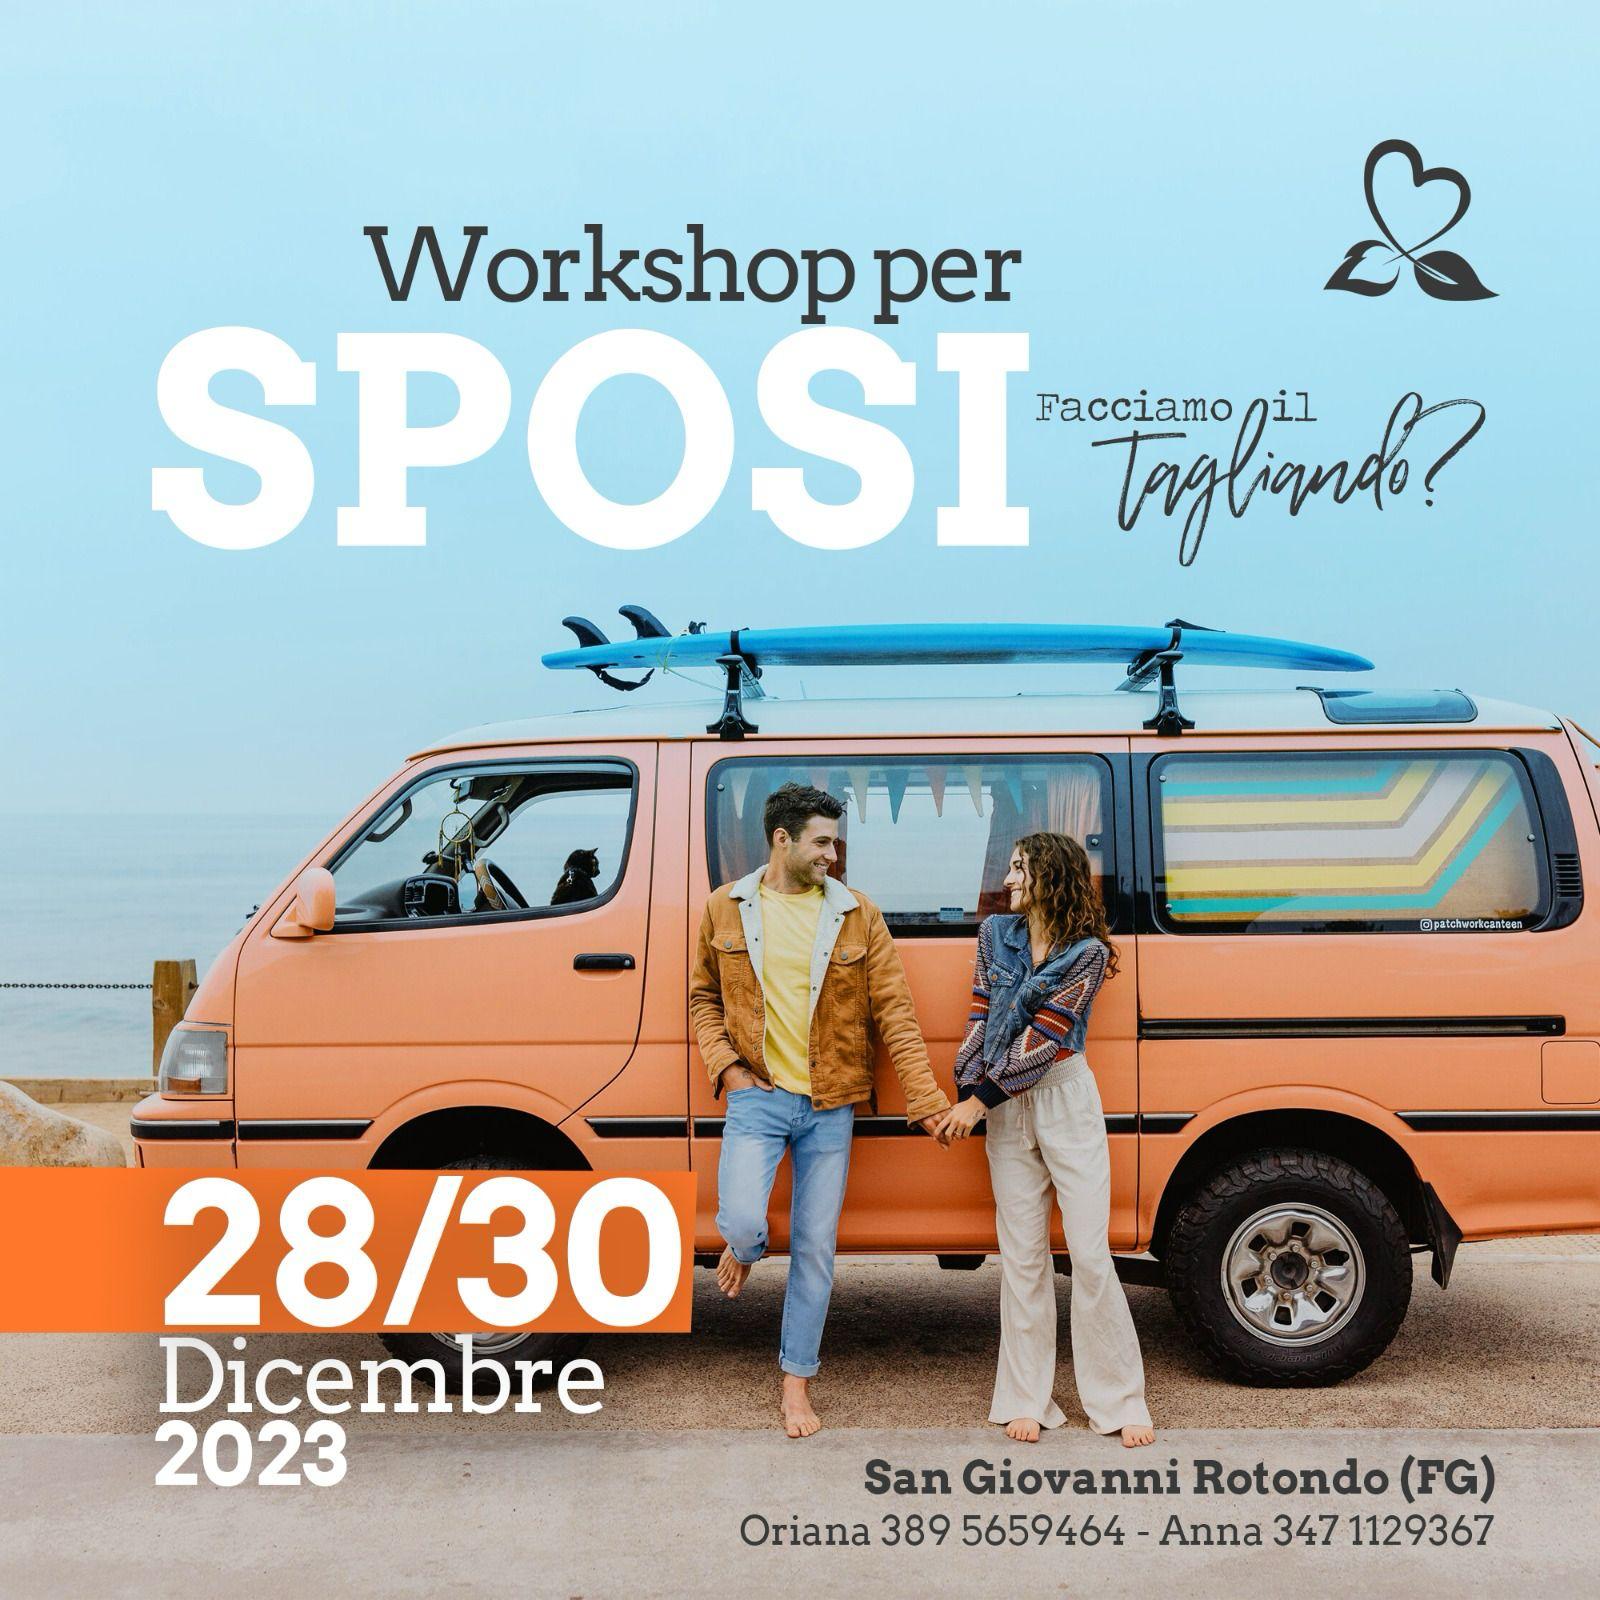 Workshop per
SPOSI
Facciamo il
Tagliando?
@patchworkcanteen
28/30
Dicembre
2023
San Giovanni Rotondo (FG)
Oriana 389 5659464 - Anna 347 1129367